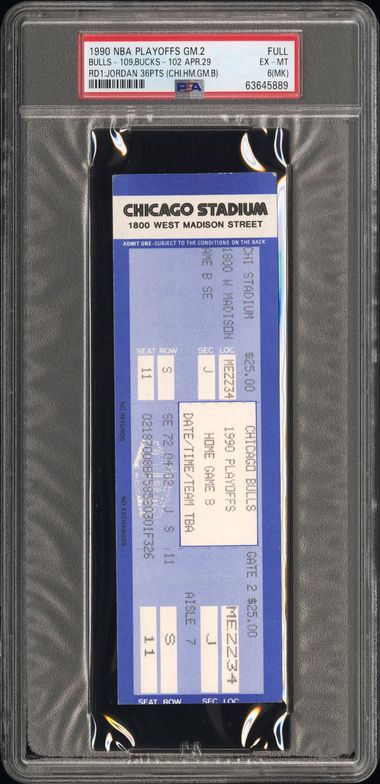 1990 NBA PLAYOFFS GM.2 FULL
BULLS - 109,BUCKS - 102 APR.29 EX - MT
RD1:JORDAN 36PTS (CHI.HM.GM.B) 6(MK)
PSA 63645889
CHICAGO STADIUM
1800 WEST MADISON STREET
ADMIT ONE-SUBJECT TO THE CONDITIONS ON THE BACK
CHI STADIUM $25.00
1800 W MADISON
AME B SE
SEAT ROW SEC LOC
11 S J MEZZ34
CHICAGO BULLS
1990 PLAYOFFS
HOME GAME B
DATE/TIME/TEAM TBA
GATE 2 $25.00
SE 72 04/02 J S 11
AISLE 7
NO REFUNDS
NO EXCHANGES
11 S J MEZZ34
SEAT ROW SEC LOC